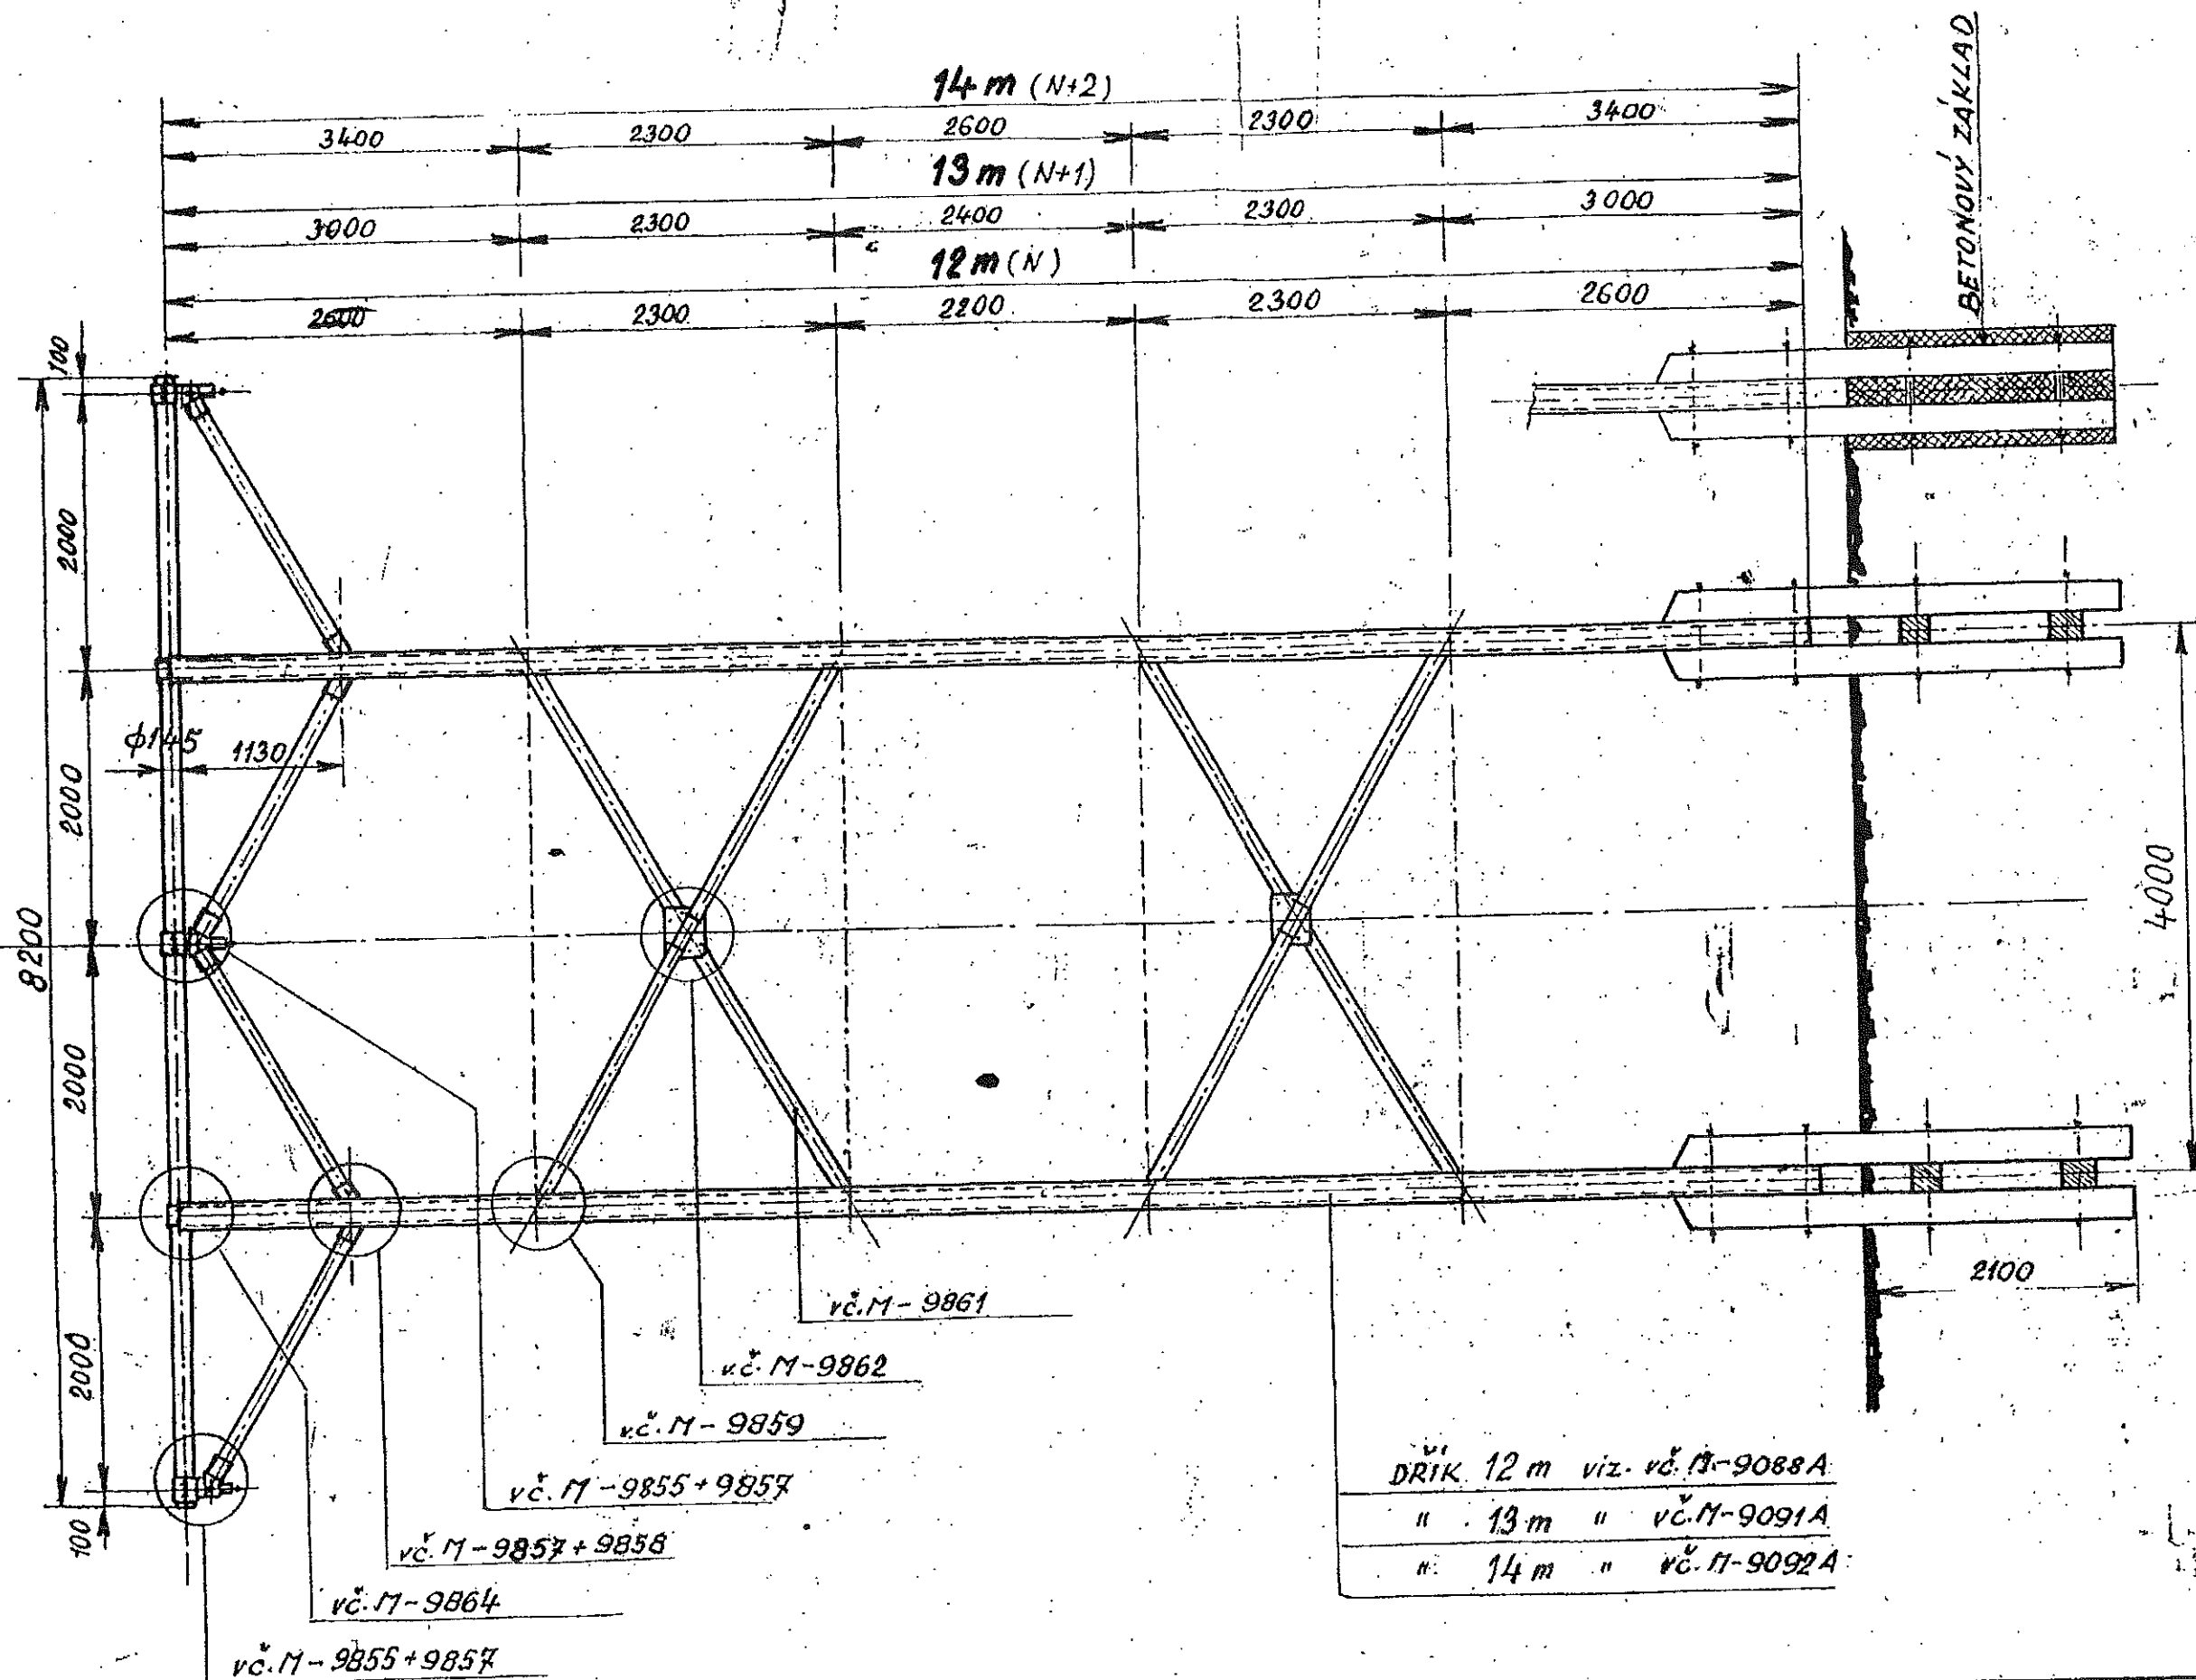 14 m (N+2)
3400 2300 2600 2300 3400
13 m (N+1)
3000 2300 2400 2300 3000
12 m (N)
2600 2300 2200 2300 2600
BETONOVÝ ZÁKLAD
100
2000
2000
2000
2000
100
8200
ϕ145
1130
4000
2100
vč. M-9861
vč. M-9862
vč. M-9859
vč. M-9855+9857
vč. M-9857+9858
vč. M-9864
vč. M-9855+9857
DŘÍK 12 m viz. vč. M-9088A
" 13 m " vč. M-9091A
" 14 m " vč. M-9092A